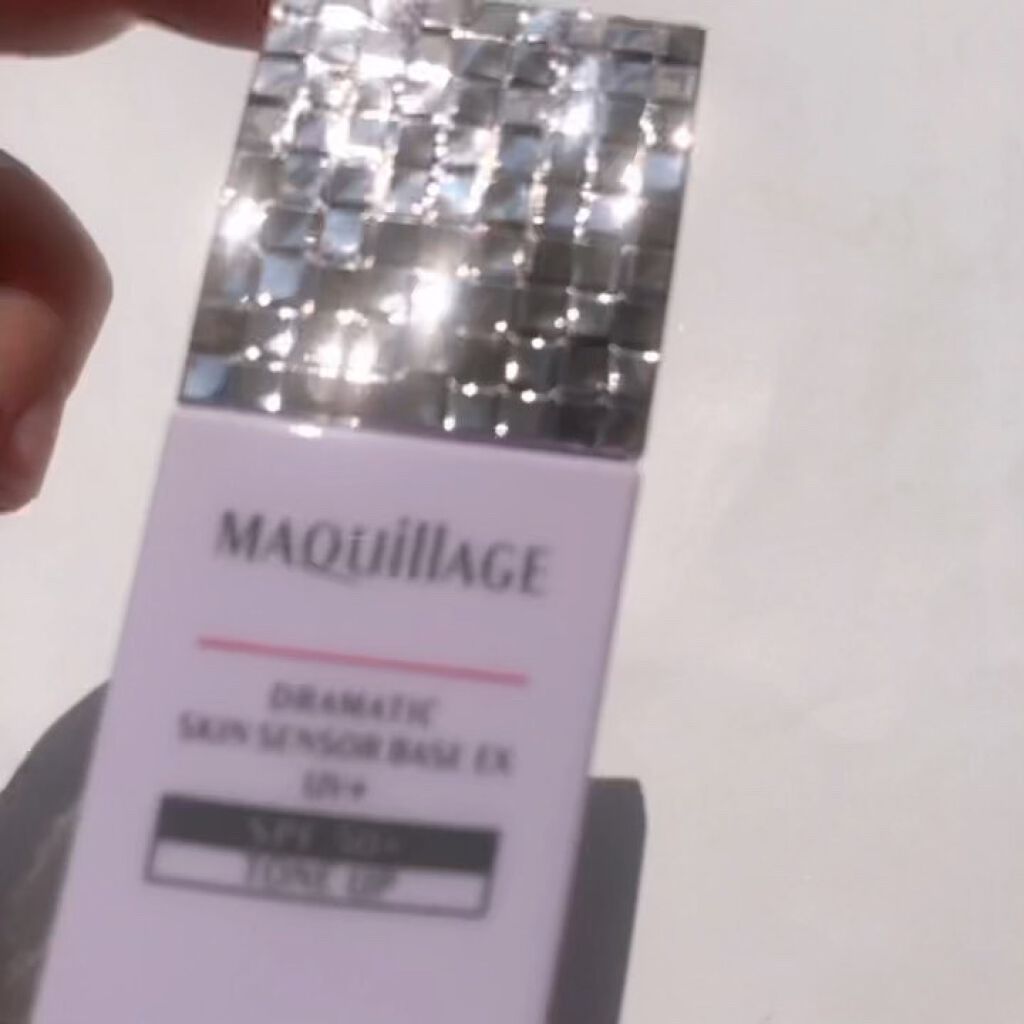 MAQuillAGE
DRAMATIC
SKIN SENSOR BASE EX
UV+
SPF 50+
TONE UP